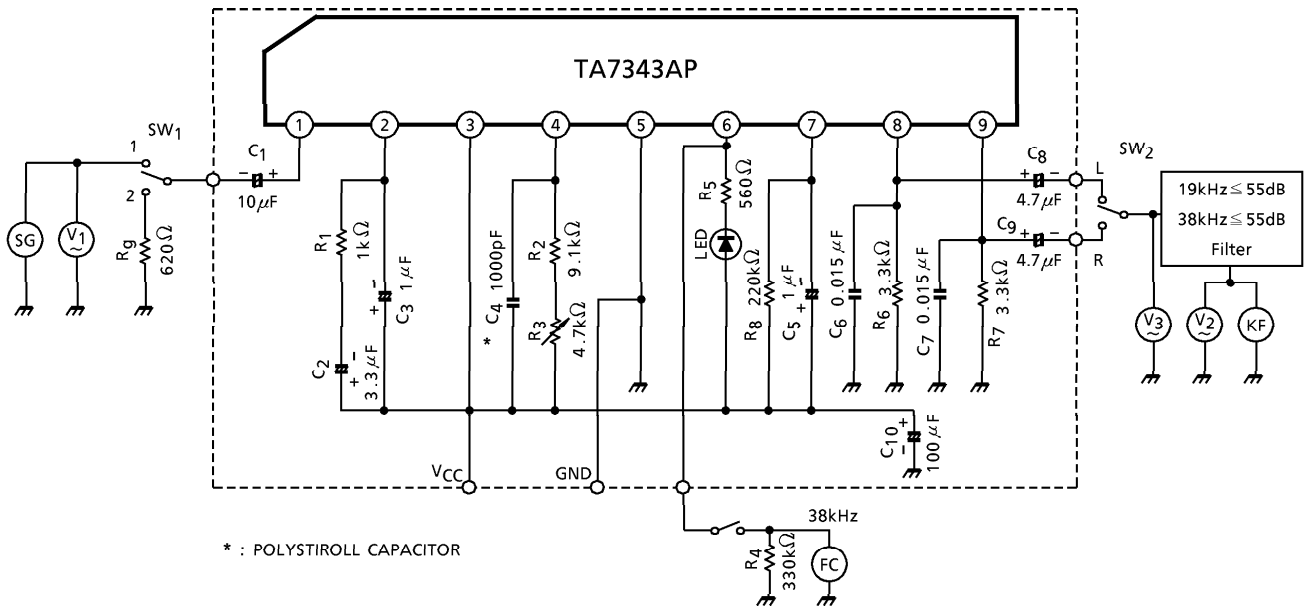 TA7343AP
1 2 3 4 5 6 7 8 9
SW1
1
2
SG
V1
~
Rg
620Ω
C1
− +
10μF
R1
1kΩ
C2
−
+
3.3μF
−
+
C3 1μF
* C4 1000pF
R2
9.1kΩ
R3
4.7kΩ
R5
560Ω
LED
R8 220kΩ
−
+
C5 1μF
C6 0.015μF
R6 3.3kΩ
C7 0.015μF
R7 3.3kΩ
C8
+ −
4.7μF
C9
+ −
4.7μF
L
R
SW2
19kHz≦55dB
38kHz≦55dB
Filter
V3
~
V2
~
KF
+
−
C10
100μF
VCC
GND
38kHz
R4
330kΩ
FC
* : POLYSTIROLL CAPACITOR